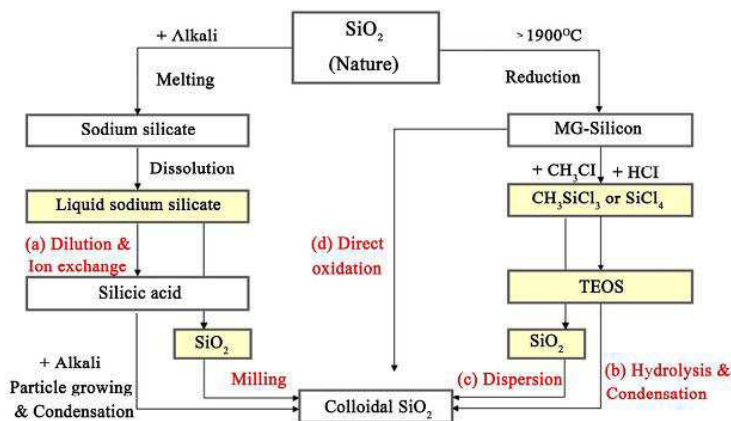 + Alkali
SiO₂
(Nature)
>1900°C
Melting
Reduction
Sodium silicate
MG-Silicon
Dissolution
+ CH₃Cl
+ HCl
Liquid sodium silicate
CH₃SiCl₃ or SiCl₄
(a) Dilution &
Ion exchange
(d) Direct
oxidation
Silicic acid
TEOS
SiO₂
SiO₂
+ Alkali
Particle growing
& Condensation
Milling
(c) Dispersion
(b) Hydrolysis &
Condensation
Colloidal SiO₂